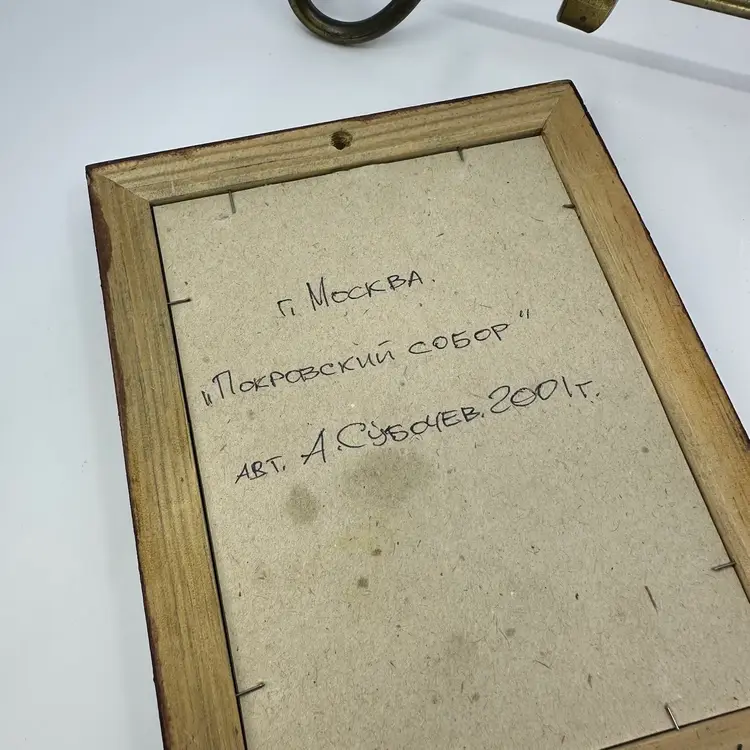 г. Москва.
„Покровский собор"
авт. А. Субочев. 2001г.